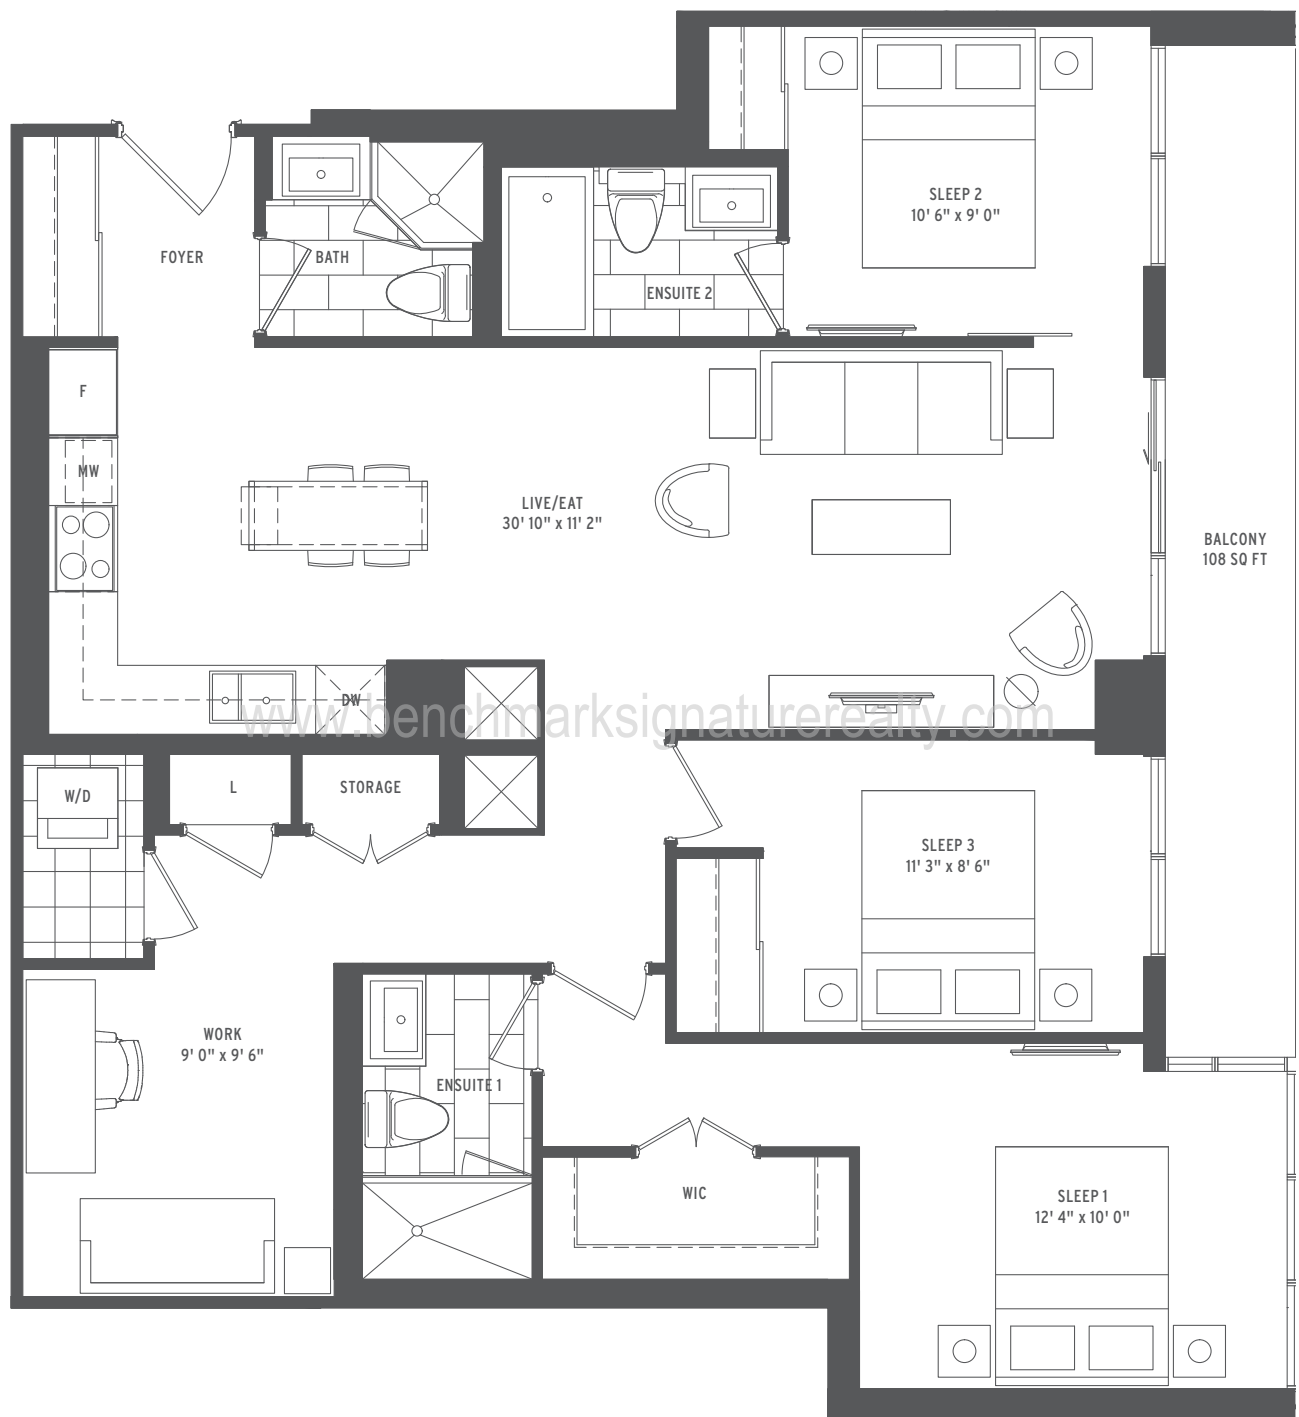 SLEEP 2
10' 6" x 9' 0"
FOYER
BATH
ENSUITE 2
F
MW
LIVE/EAT
30' 10" x 11' 2"
BALCONY
108 SQ FT
DW
www.benchmarksignaturerealty.com
W/D
L
STORAGE
SLEEP 3
11' 3" x 8' 6"
WORK
9' 0" x 9' 6"
ENSUITE 1
WIC
SLEEP 1
12' 4" x 10' 0"